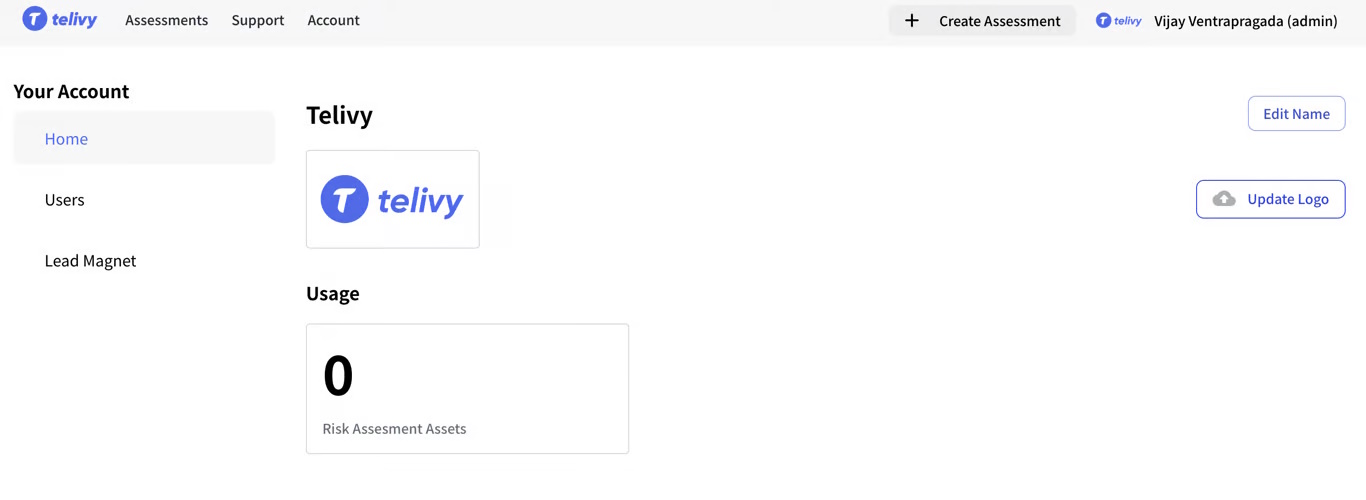 telivy Assessments Support Account + Create Assessment telivy Vijay Ventrapragada (admin)
Your Account
Home
Users
Lead Magnet
Telivy
Edit Name
telivy
Update Logo
Usage
0
Risk Assesment Assets